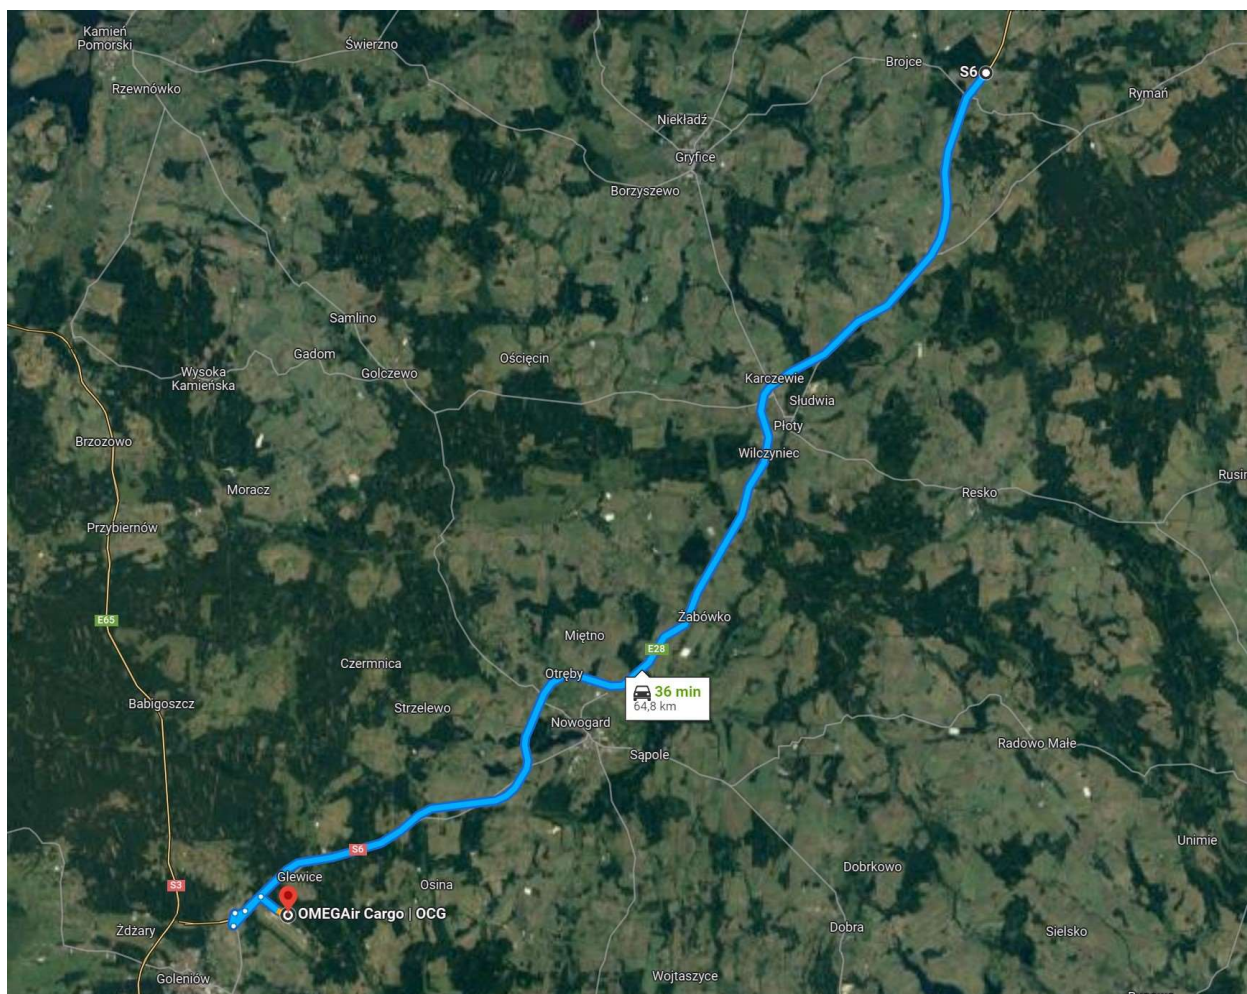 Kamień
Pomorski
Świerzno
Brojce
S6
Rzewnówko
Rymań
Niekładź
Gryfice
Borzyszewo
Samlino
Gadom
Ościęcin
Wysoka
Kamieńska
Golczewo
Karczewie
Słudwia
Płoty
Brzozowo
Wilczyniec
Moracz
Resko
Przybiernów
E65
Żabówko
Miętno
E28
Czermnica
Otręby
36 min
64,8 km
Babigoszcz
Strzelewo
Nowogard
Sąpole
Radowo Małe
S6
Unimie
Glewice
Dobrkowo
S3
Osina
OMEGAir Cargo | OCG
Żdżary
Dobra
Sielsko
Goleniów
Wojtaszyce